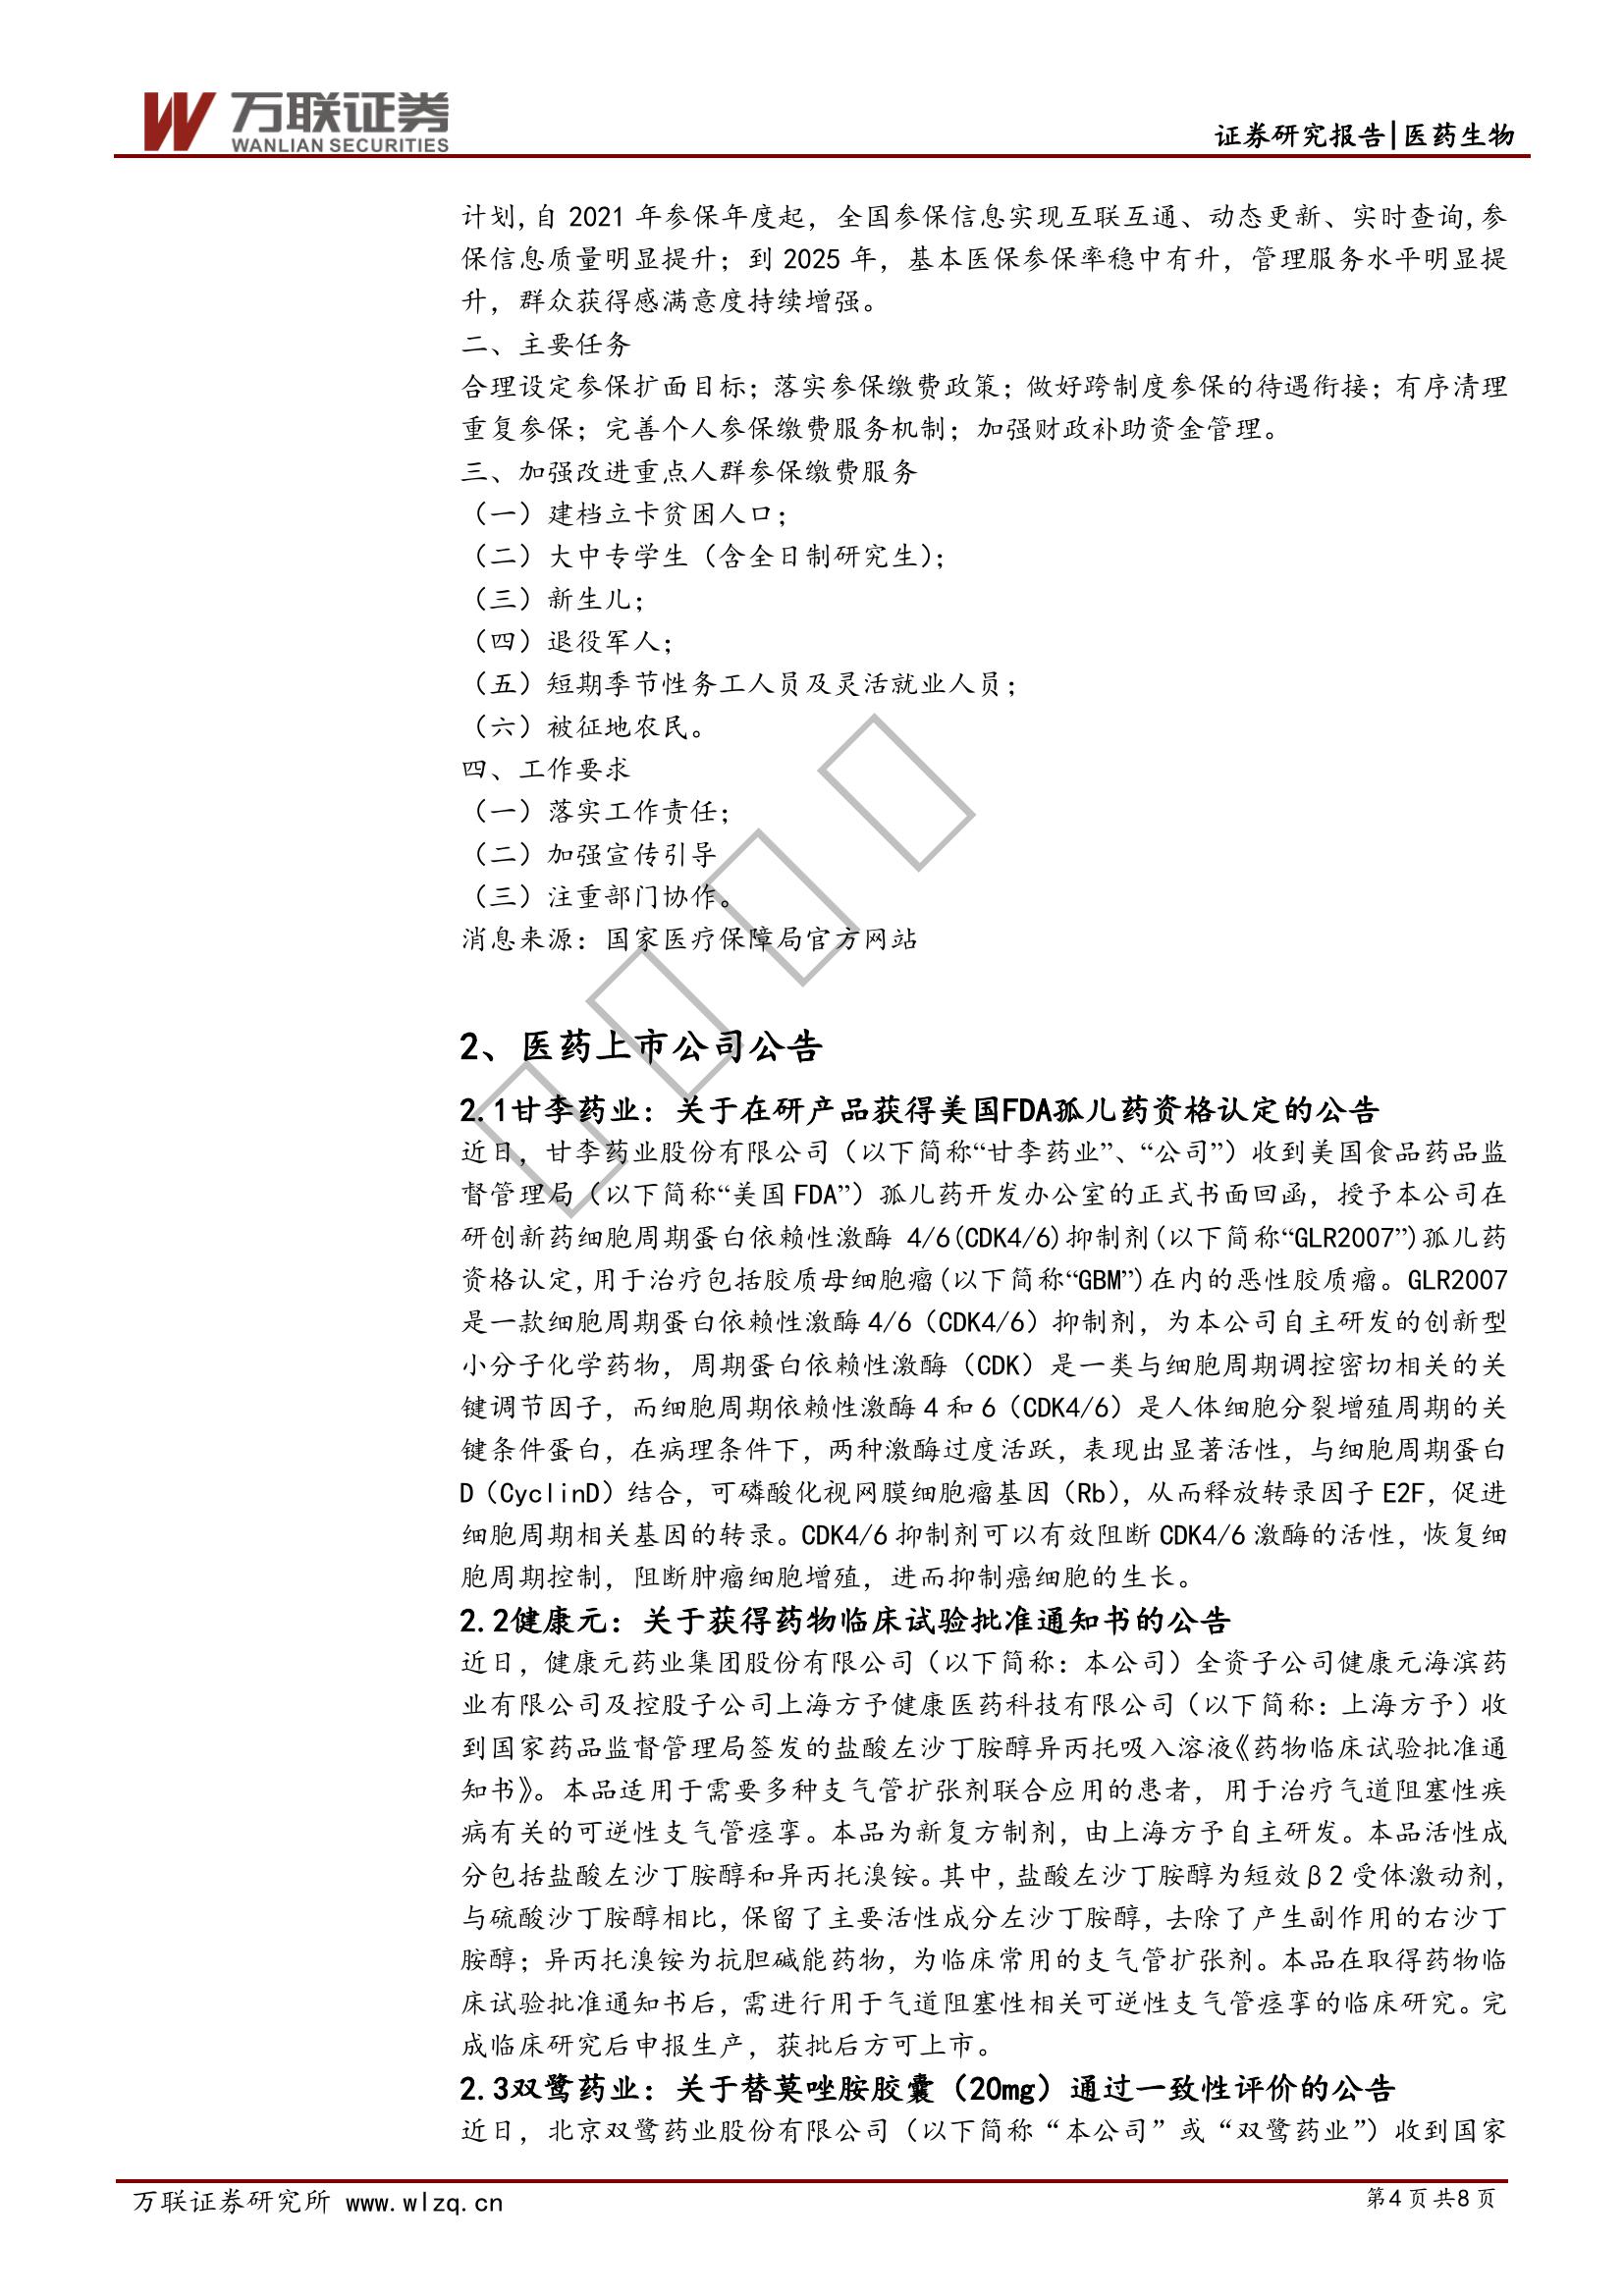 万联证券
WANLIAN SECURITIES
证券研究报告|医药生物
计划,自 2021 年参保年度起，全国参保信息实现互联互通、动态更新、实时查询,参
保信息质量明显提升；到 2025 年，基本医保参保率稳中有升，管理服务水平明显提
升，群众获得感满意度持续增强。
二、主要任务
合理设定参保扩面目标；落实参保缴费政策；做好跨制度参保的待遇衔接；有序清理
重复参保；完善个人参保缴费服务机制；加强财政补助资金管理。
三、加强改进重点人群参保缴费服务
（一）建档立卡贫困人口；
（二）大中专学生（含全日制研究生）；
（三）新生儿；
（四）退役军人；
（五）短期季节性务工人员及灵活就业人员；
（六）被征地农民。
四、工作要求
（一）落实工作责任；
（二）加强宣传引导
（三）注重部门协作。
消息来源：国家医疗保障局官方网站
2、医药上市公司公告
2.1甘李药业：关于在研产品获得美国FDA孤儿药资格认定的公告
近日，甘李药业股份有限公司（以下简称“甘李药业”、“公司”）收到美国食品药品监
督管理局（以下简称“美国 FDA”）孤儿药开发办公室的正式书面回函，授予本公司在
研创新药细胞周期蛋白依赖性激酶 4/6(CDK4/6)抑制剂(以下简称“GLR2007”)孤儿药
资格认定,用于治疗包括胶质母细胞瘤(以下简称“GBM”)在内的恶性胶质瘤。GLR2007
是一款细胞周期蛋白依赖性激酶 4/6（CDK4/6）抑制剂，为本公司自主研发的创新型
小分子化学药物，周期蛋白依赖性激酶（CDK）是一类与细胞周期调控密切相关的关
键调节因子，而细胞周期依赖性激酶 4 和 6（CDK4/6）是人体细胞分裂增殖周期的关
键条件蛋白，在病理条件下，两种激酶过度活跃，表现出显著活性，与细胞周期蛋白
D（CyclinD）结合，可磷酸化视网膜细胞瘤基因（Rb），从而释放转录因子 E2F，促进
细胞周期相关基因的转录。CDK4/6 抑制剂可以有效阻断 CDK4/6 激酶的活性，恢复细
胞周期控制，阻断肿瘤细胞增殖，进而抑制癌细胞的生长。
2.2健康元：关于获得药物临床试验批准通知书的公告
近日，健康元药业集团股份有限公司（以下简称：本公司）全资子公司健康元海滨药
业有限公司及控股子公司上海方予健康医药科技有限公司（以下简称：上海方予）收
到国家药品监督管理局签发的盐酸左沙丁胺醇异丙托吸入溶液《药物临床试验批准通
知书》。本品适用于需要多种支气管扩张剂联合应用的患者，用于治疗气道阻塞性疾
病有关的可逆性支气管痉挛。本品为新复方制剂，由上海方予自主研发。本品活性成
分包括盐酸左沙丁胺醇和异丙托溴铵。其中，盐酸左沙丁胺醇为短效 β2 受体激动剂，
与硫酸沙丁胺醇相比，保留了主要活性成分左沙丁胺醇，去除了产生副作用的右沙丁
胺醇；异丙托溴铵为抗胆碱能药物，为临床常用的支气管扩张剂。本品在取得药物临
床试验批准通知书后，需进行用于气道阻塞性相关可逆性支气管痉挛的临床研究。完
成临床研究后申报生产，获批后方可上市。
2.3双鹭药业：关于替莫唑胺胶囊（20mg）通过一致性评价的公告
近日，北京双鹭药业股份有限公司（以下简称“本公司”或“双鹭药业”）收到国家
万联证券研究所 www.wlzq.cn
第4页共8页